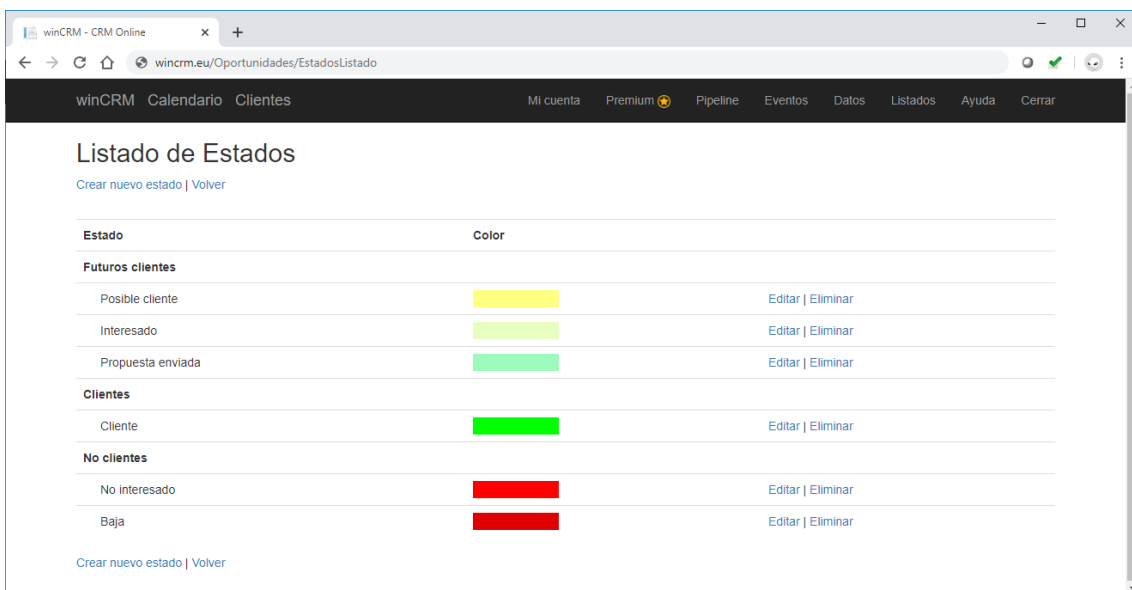 winCRM - CRM Online
wincrm.eu/Oportunidades/EstadosListado
winCRM Calendario Clientes Mi cuenta Premium Pipeline Eventos Datos Listados Ayuda Cerrar
Listado de Estados
Crear nuevo estado | Volver
Estado Color
Futuros clientes
Posible cliente Editar | Eliminar
Interesado Editar | Eliminar
Propuesta enviada Editar | Eliminar
Clientes
Cliente Editar | Eliminar
No clientes
No interesado Editar | Eliminar
Baja Editar | Eliminar
Crear nuevo estado | Volver